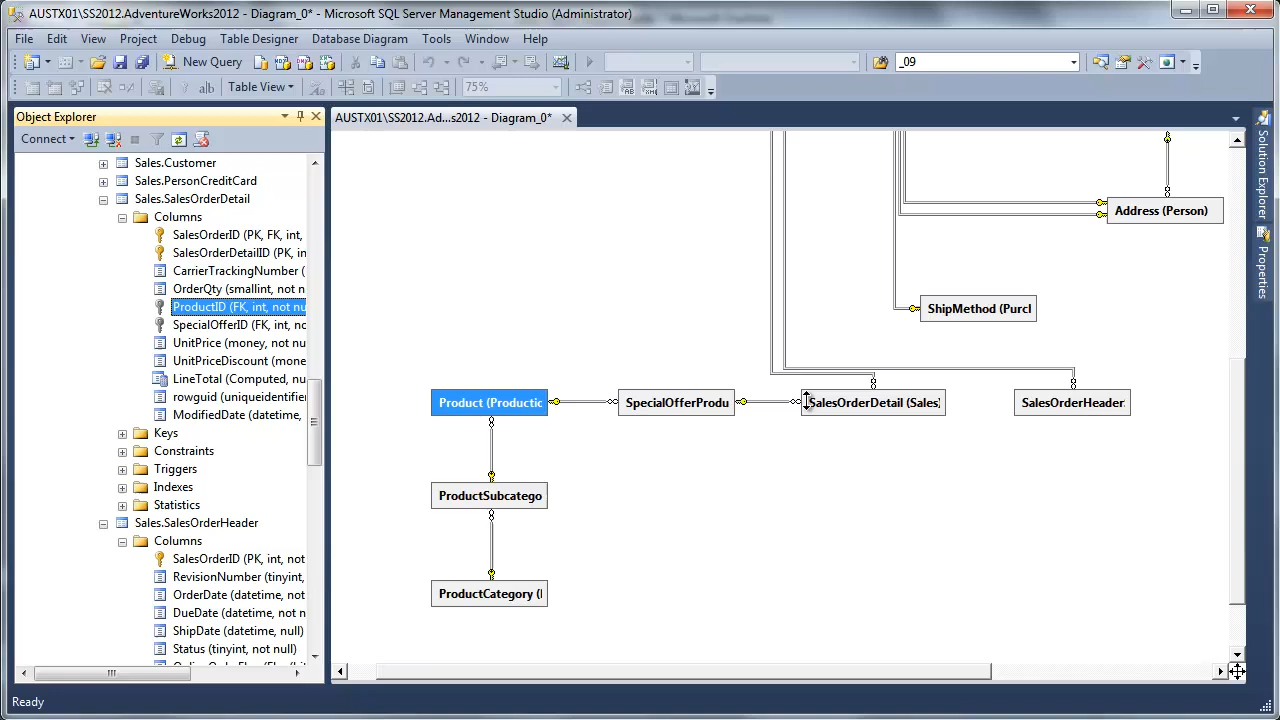 AUSTX01\SS2012.AdventureWorks2012 - Diagram_0* - Microsoft SQL Server Management Studio (Administrator)
File Edit View Project Debug Table Designer Database Diagram Tools Window Help
New Query _09
ab Table View 75%
Object Explorer
AUSTX01\SS2012.Ad...s2012 - Diagram_0*
Connect
Sales.Customer
Sales.PersonCreditCard
Sales.SalesOrderDetail
Columns
SalesOrderID (PK, FK, int,
SalesOrderDetailID (PK, in
CarrierTrackingNumber (
OrderQty (smallint, not n
ProductID (FK, int, not nu
SpecialOfferID (FK, int, nc
UnitPrice (money, not nu
UnitPriceDiscount (mone
LineTotal (Computed, nu
rowguid (uniqueidentifie
ModifiedDate (datetime,
Keys
Constraints
Triggers
Indexes
Statistics
Sales.SalesOrderHeader
Columns
SalesOrderID (PK, int, not
RevisionNumber (tinyint,
OrderDate (datetime, not
DueDate (datetime, not n
ShipDate (datetime, null)
Status (tinyint, not null)
Address (Person)
ShipMethod (Purcl
Product (Productic
SpecialOfferProdu
SalesOrderDetail (Sales)
SalesOrderHeader
ProductSubcatego
ProductCategory (I
Solution Explorer
Properties
Ready